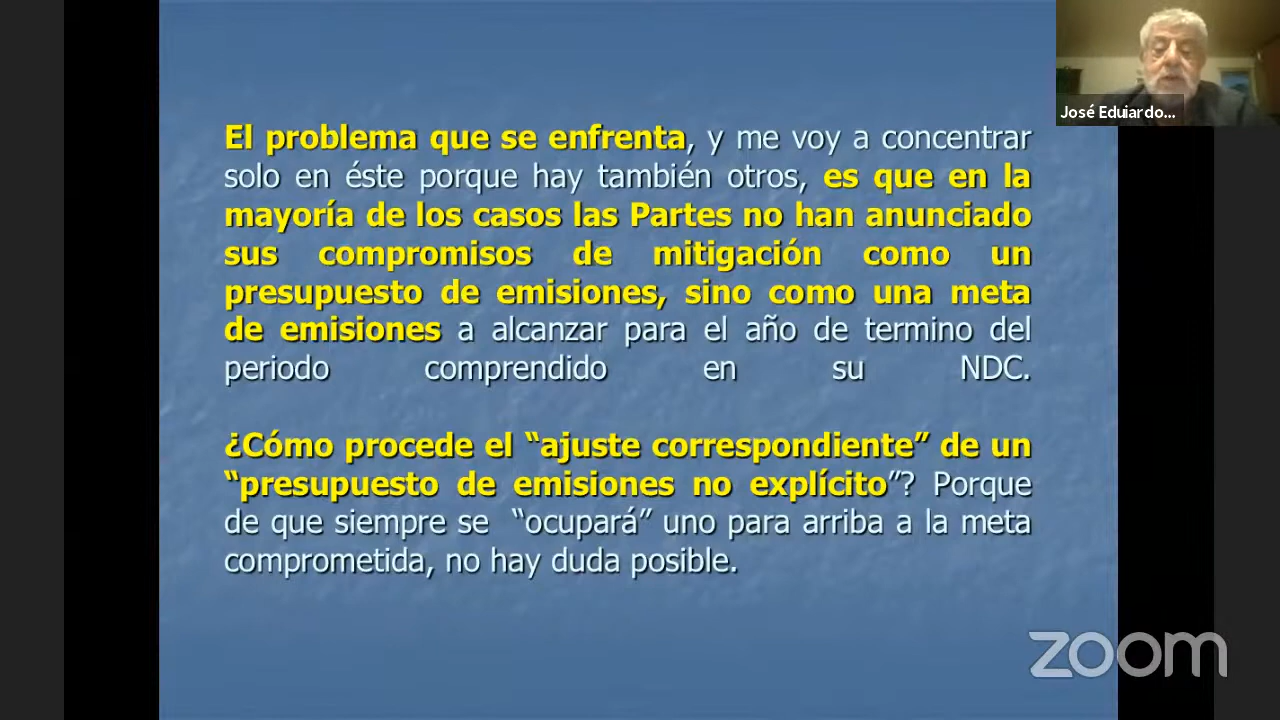 José Eduiardo...
El problema que se enfrenta, y me voy a concentrar
solo en éste porque hay también otros, es que en la
mayoría de los casos las Partes no han anunciado
sus compromisos de mitigación como un
presupuesto de emisiones, sino como una meta
de emisiones a alcanzar para el año de termino del
periodo comprendido en su NDC.
¿Cómo procede el “ajuste correspondiente” de un
“presupuesto de emisiones no explícito”? Porque
de que siempre se “ocupará” uno para arriba a la meta
comprometida, no hay duda posible.
zoom